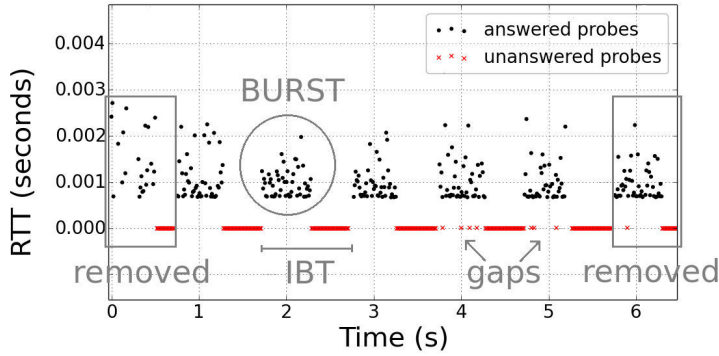 0.004
0.003
0.002
0.001
0.000
RTT (seconds)
answered probes
unanswered probes
BURST
removed
IBT
gaps
removed
0
1
2
3
4
5
6
Time (s)